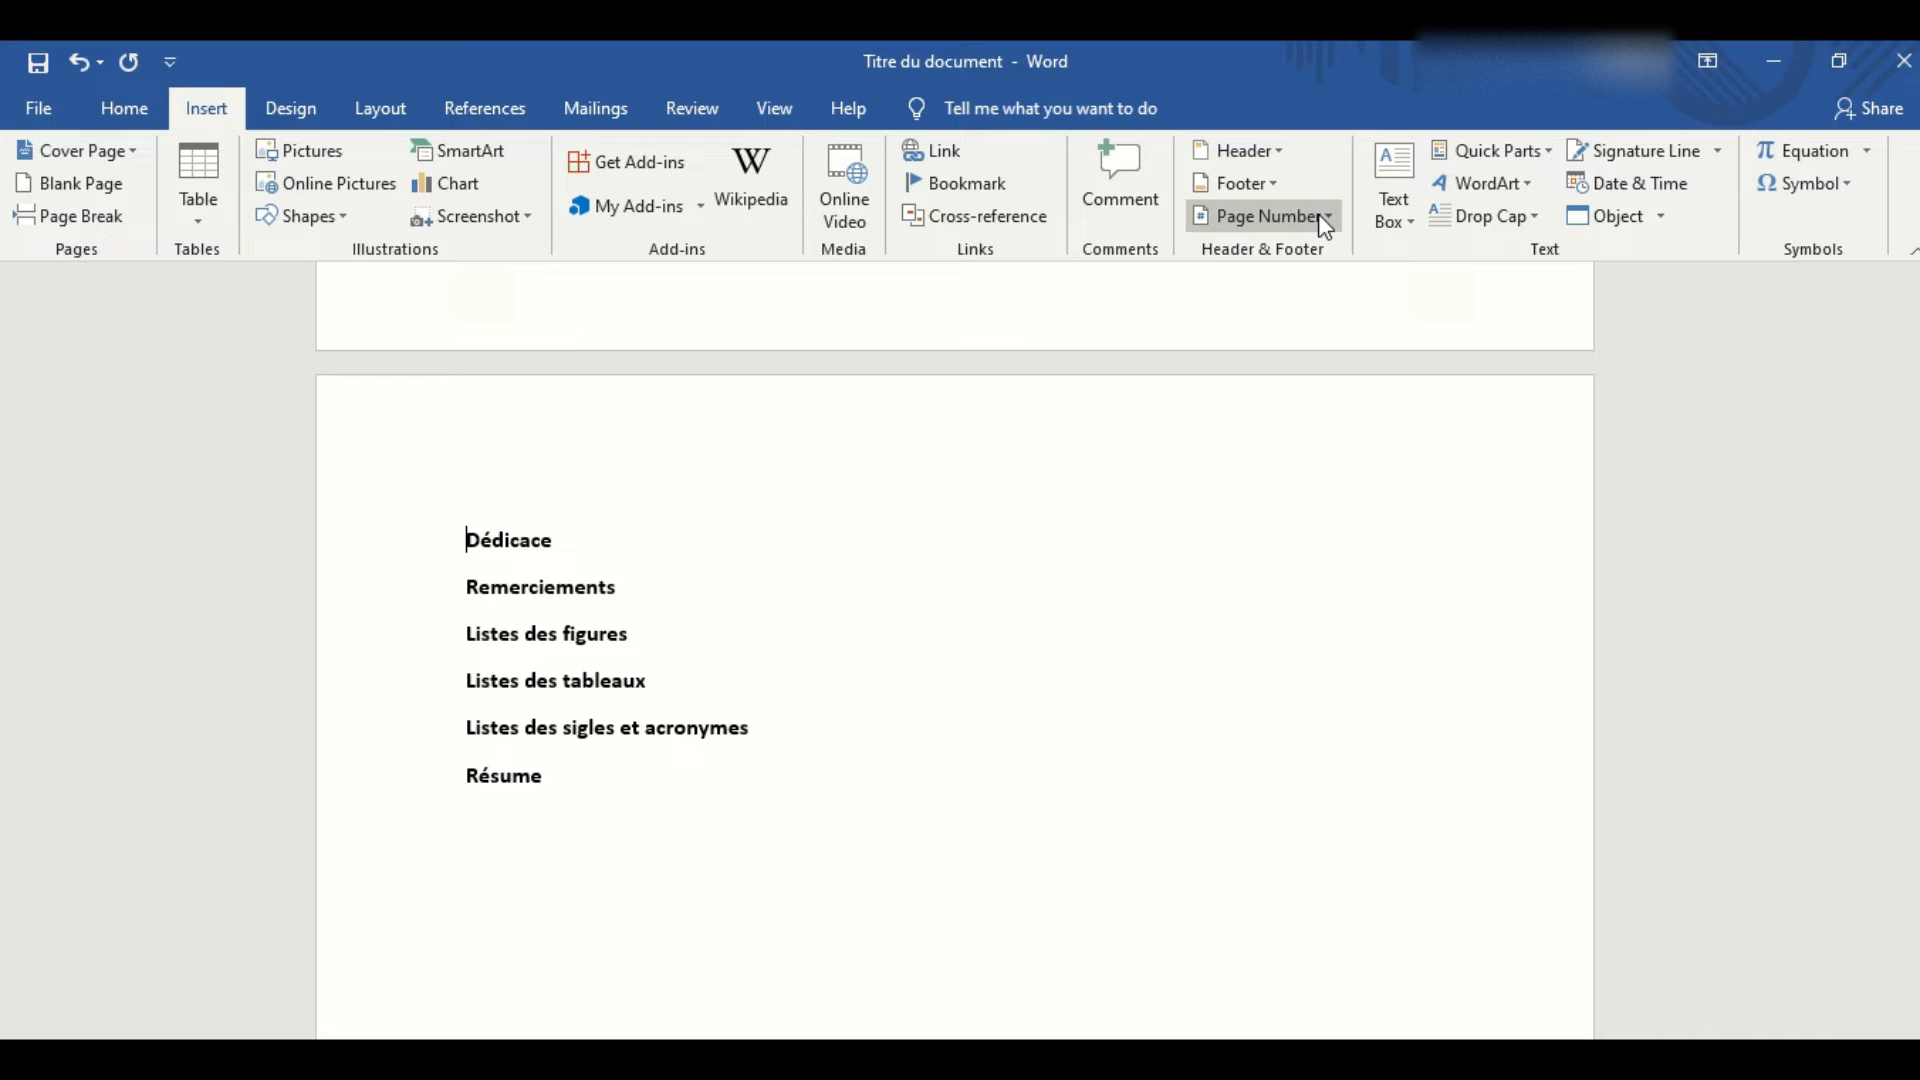 Titre du document - Word
File Home Insert Design Layout References Mailings Review View Help Tell me what you want to do Share
Cover Page
Blank Page
Page Break
Pages
Table
Tables
Pictures
Online Pictures
Shapes
SmartArt
Chart
Screenshot
Illustrations
Get Add-ins
My Add-ins
W
Wikipedia
Add-ins
Online
Video
Media
Link
Bookmark
Cross-reference
Links
Comment
Comments
Header
Footer
# Page Number
Header & Footer
A
Text
Box
Quick Parts
A WordArt
A Drop Cap
Signature Line
Date & Time
Object
Text
π Equation
Ω Symbol
Symbols
Dédicace
Remerciements
Listes des figures
Listes des tableaux
Listes des sigles et acronymes
Résume